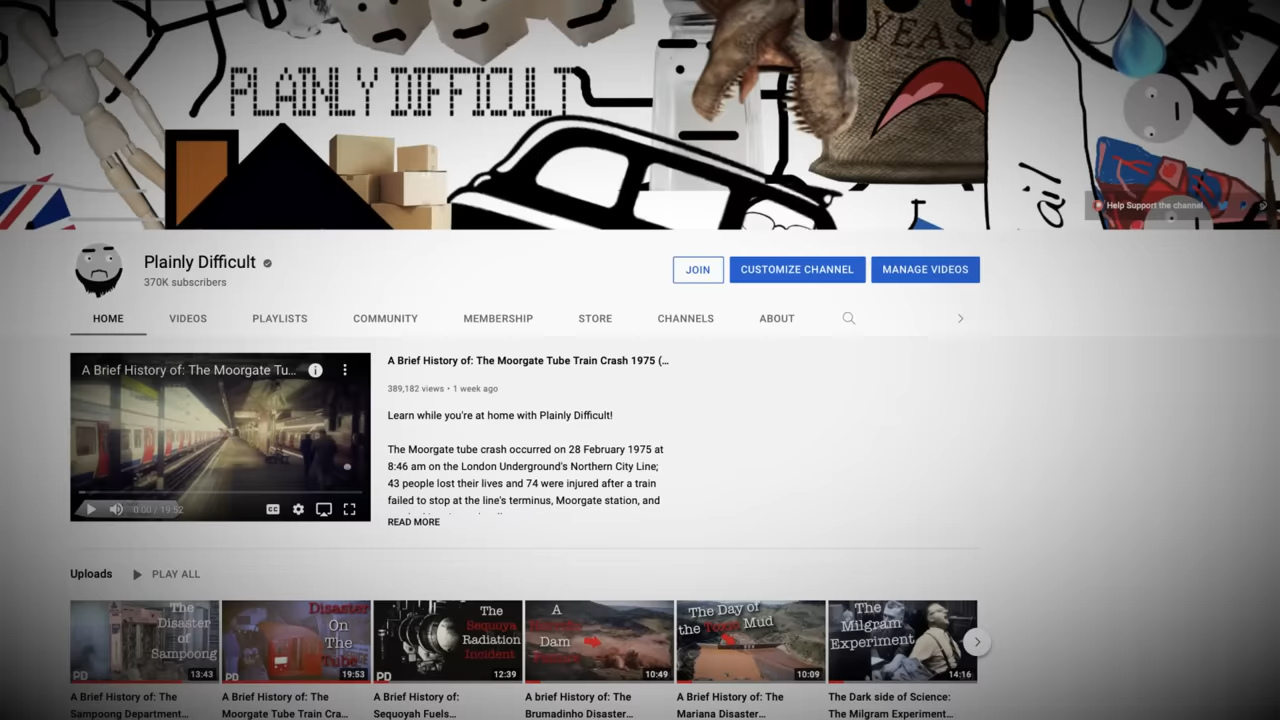 YEAST
PLAINLY DIFFICULT
ail
Help Support the channel
Plainly Difficult
370K subscribers
JOIN
CUSTOMIZE CHANNEL
MANAGE VIDEOS
HOME
VIDEOS
PLAYLISTS
COMMUNITY
MEMBERSHIP
STORE
CHANNELS
ABOUT
A Brief History of: The Moorgate Tu...
A Brief History of: The Moorgate Tube Train Crash 1975 (...
389,182 views • 1 week ago
Learn while you're at home with Plainly Difficult!
The Moorgate tube crash occurred on 28 February 1975 at
8:46 am on the London Underground's Northern City Line;
43 people lost their lives and 74 were injured after a train
failed to stop at the line's terminus, Moorgate station, and
0:00 / 19:52
CC
READ MORE
Uploads
PLAY ALL
The
Disaster
of
Sampoong
PD
13:43
Disaster
On
The
Tube
19:53
The
Sequoya
Radiation
Incident
PD
12:39
A
Dam
10:49
The Day of
the Toxic Mud
10:09
The
Milgram
Experiment
14:16
A Brief History of: The
Sampoong Department...
A Brief History of: The
Moorgate Tube Train Cra...
A Brief History of:
Sequoyah Fuels...
A brief History of: The
Brumadinho Disaster...
A Brief History of: The
Mariana Disaster...
The Dark side of Science:
The Milgram Experiment...